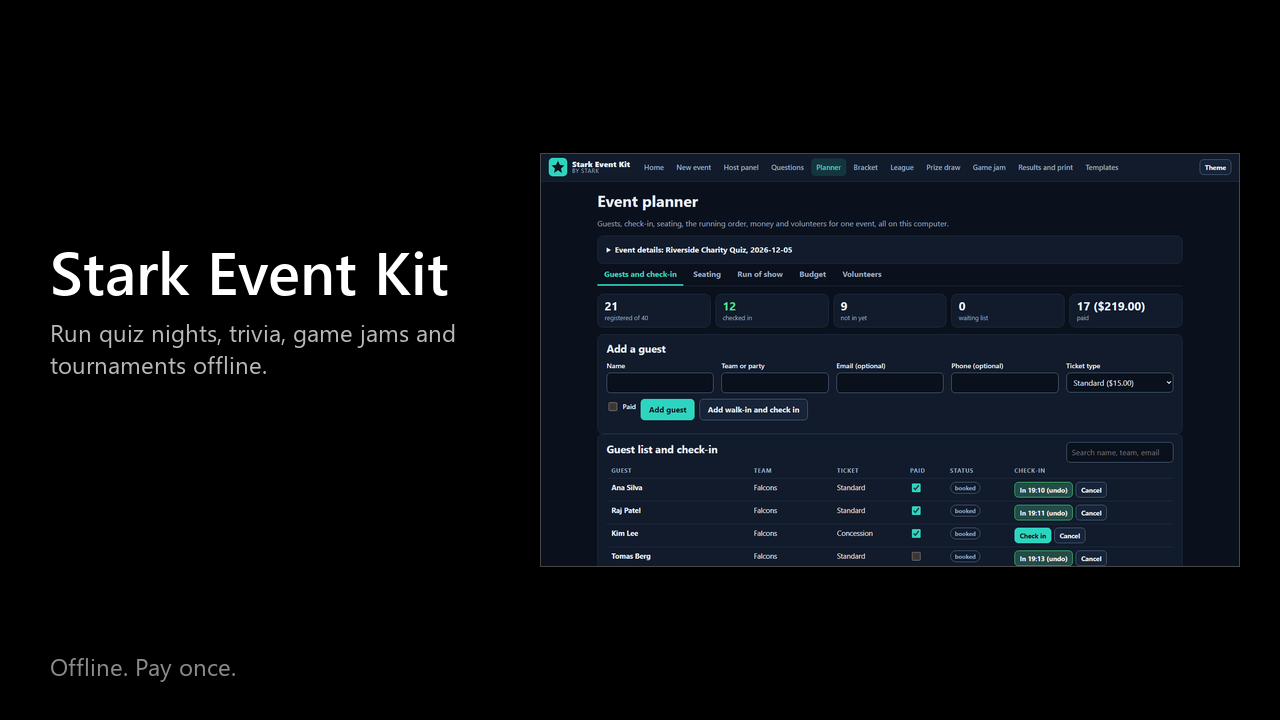 Stark Event Kit
Run quiz nights, trivia, game jams and
tournaments offline.
Offline. Pay once.
Stark Event Kit
BY STARK
Home New event Host panel Questions Planner Bracket League Prize draw Game jam Results and print Templates Theme
Event planner
Guests, check-in, seating, the running order, money and volunteers for one event, all on this computer.
Event details: Riverside Charity Quiz, 2026-12-05
Guests and check-in Seating Run of show Budget Volunteers
21 12 9 0 17 ($219.00)
registered of 40 checked in not in yet waiting list paid
Add a guest
Name Team or party Email (optional) Phone (optional) Ticket type
Standard ($15.00)
Paid Add guest Add walk-in and check in
Guest list and check-in Search name, team, email
GUEST TEAM TICKET PAID STATUS CHECK-IN
Ana Silva Falcons Standard booked In 19:10 (undo) Cancel
Raj Patel Falcons Standard booked In 19:11 (undo) Cancel
Kim Lee Falcons Concession booked Check in Cancel
Tomas Berg Falcons Standard booked In 19:13 (undo) Cancel